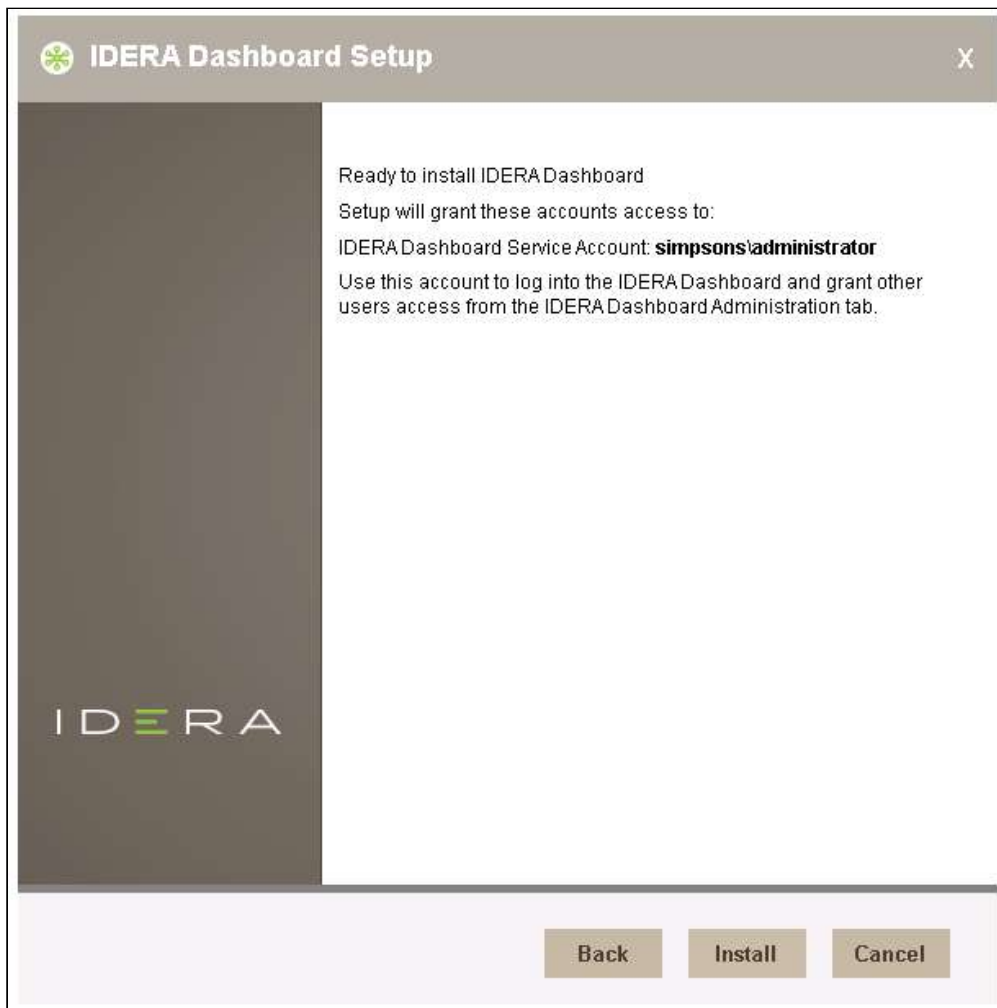 IDERA Dashboard Setup
X
Ready to install IDERA Dashboard
Setup will grant these accounts access to:
IDERA Dashboard Service Account: simpsons\administrator
Use this account to log into the IDERA Dashboard and grant other
users access from the IDERA Dashboard Administration tab.
IDERA
Back
Install
Cancel